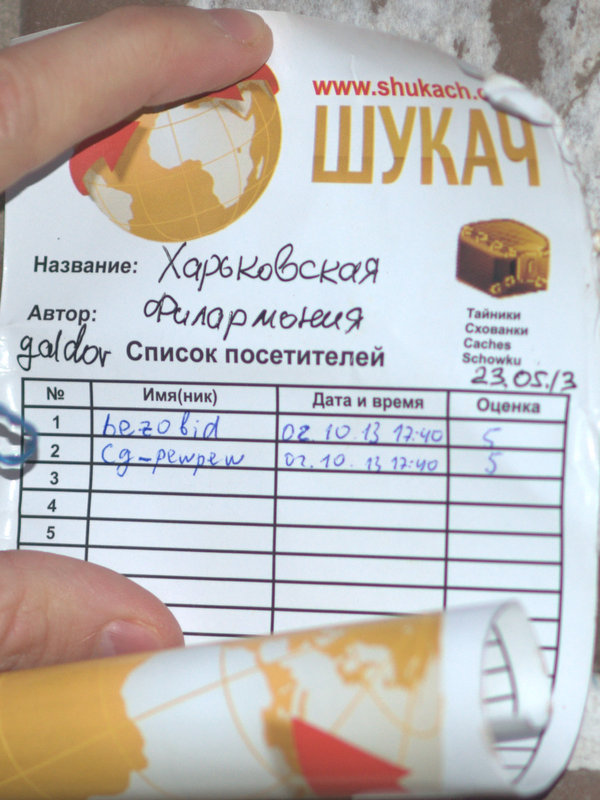 www.shukach.
ШУКАЧ
Название: Харьковская
Автор: Филармония
galdor Список посетителей
Тайники
Схованки
Caches
Schowku
23.05.13
№ Имя(ник) Дата и время Оценка
1 bezobid 02.10.13 17:40 5
2 cg-pewpew 02.10.13 17:40 5
3
4
5